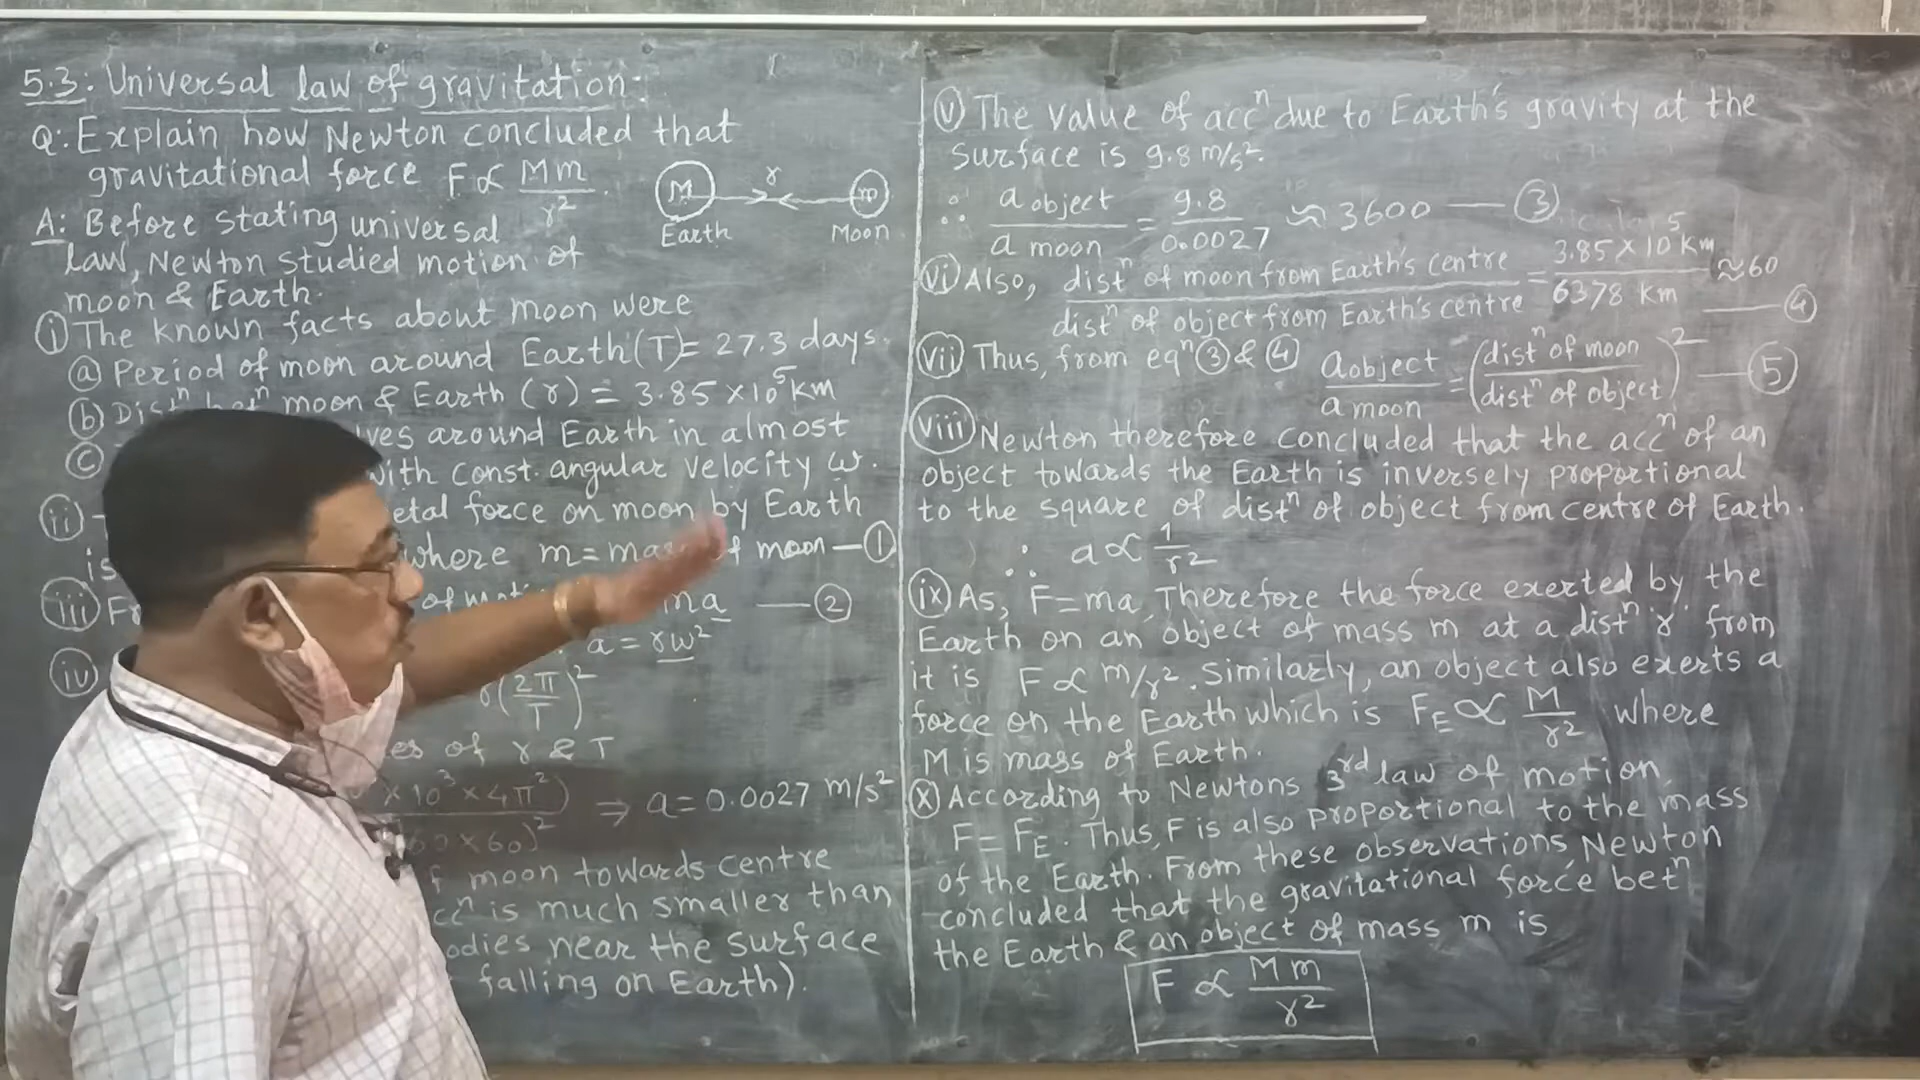 5.3: Universal law of gravitation:
Q: Explain how Newton concluded that
gravitational force F ∝ Mm/r².
M r m
Earth Moon
A: Before stating universal
law, Newton studied motion of
moon & Earth.
(i) The known facts about moon were
(a) Period of moon around Earth (T) = 27.3 days.
(b) Distⁿ betⁿ moon & Earth (r) = 3.85 × 10⁵ km
(c) ves around Earth in almost
with const. angular velocity ω.
(ii) etal force on moon by Earth
is where m = mass of moon — (1)
(iii) of ma — (2)
a = rω²
(iv) r(2π/T)²
es of r & T
× 10³ × 4π²)
60 × 60)² ⇒ a = 0.0027 m/s²
f moon towards centre
ccⁿ is much smaller than
odies near the surface
falling on Earth).
(v) The value of accⁿ due to Earth's gravity at the
surface is 9.8 m/s².
∴ a object / a moon = 9.8 / 0.0027 ≈ 3600 — (3)
(vi) Also, distⁿ of moon from Earth's centre / distⁿ of object from Earth's centre = 3.85 × 10⁵ km / 6378 km ≈ 60 — (4)
(vii) Thus, from eqⁿ (3) & (4) a object / a moon = (distⁿ of moon / distⁿ of object)² — (5)
(viii) Newton therefore concluded that the accⁿ of an
object towards the Earth is inversely proportional
to the square of distⁿ of object from centre of Earth.
∴ a ∝ 1/r²
(ix) As, F = ma, Therefore the force exerted by the
Earth on an object of mass m at a distⁿ 'r' from
it is F ∝ m/r². Similarly, an object also exerts a
force on the Earth which is F_E ∝ M/r² where
M is mass of Earth.
(x) According to Newtons 3rd law of motion,
F = F_E. Thus, F is also proportional to the mass
of the Earth. From these observations, Newton
concluded that the gravitational force betⁿ
the Earth & an object of mass m is
F ∝ Mm/r²